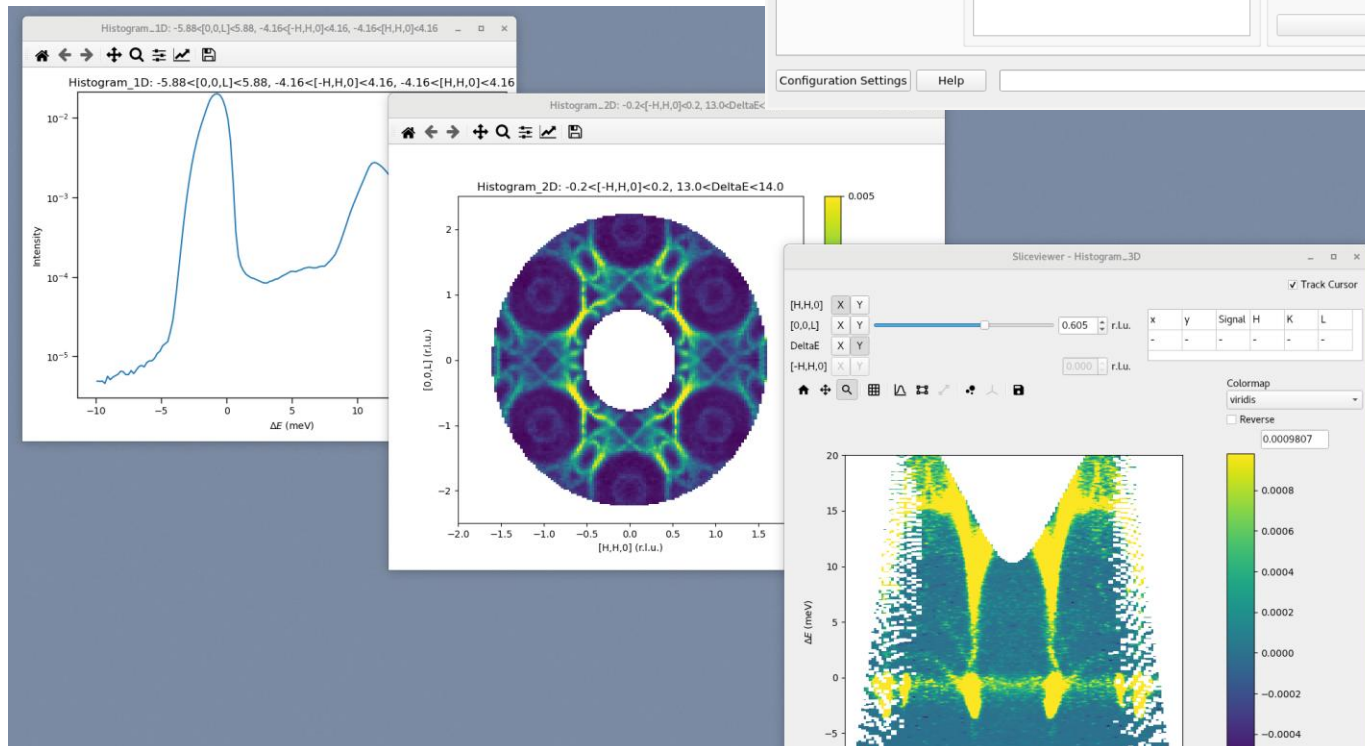 Configuration Settings
Help
Histogram_1D: -5.88<[0,0,L]<5.88, -4.16<[-H,H,0]<4.16, -4.16<[H,H,0]<4.16
Histogram_1D: -5.88<[0,0,L]<5.88, -4.16<[-H,H,0]<4.16, -4.16<[H,H,0]<4.16
10−2
10−3
10−4
10−5
Intensity
−10
−5
0
5
10
ΔE (meV)
Histogram_2D: -0.2<[-H,H,0]<0.2, 13.0<DeltaE<
Histogram_2D: -0.2<[-H,H,0]<0.2, 13.0<DeltaE<14.0
0.005
2
1
0
−1
−2
[0,0,L] (r.l.u.)
−2.0
−1.5
−1.0
−0.5
0.0
0.5
1.0
1.5
[H,H,0] (r.l.u.)
Sliceviewer - Histogram_3D
Track Cursor
[H,H,0] X Y
[0,0,L] X Y 0.605 r.l.u.
DeltaE X Y
[-H,H,0] X Y 0.000 r.l.u.
x y Signal H K L
- - - - - -
Colormap
viridis
Reverse
0.0009807
20
15
10
5
0
−5
ΔE (meV)
0.0008
0.0006
0.0004
0.0002
0.0000
−0.0002
−0.0004